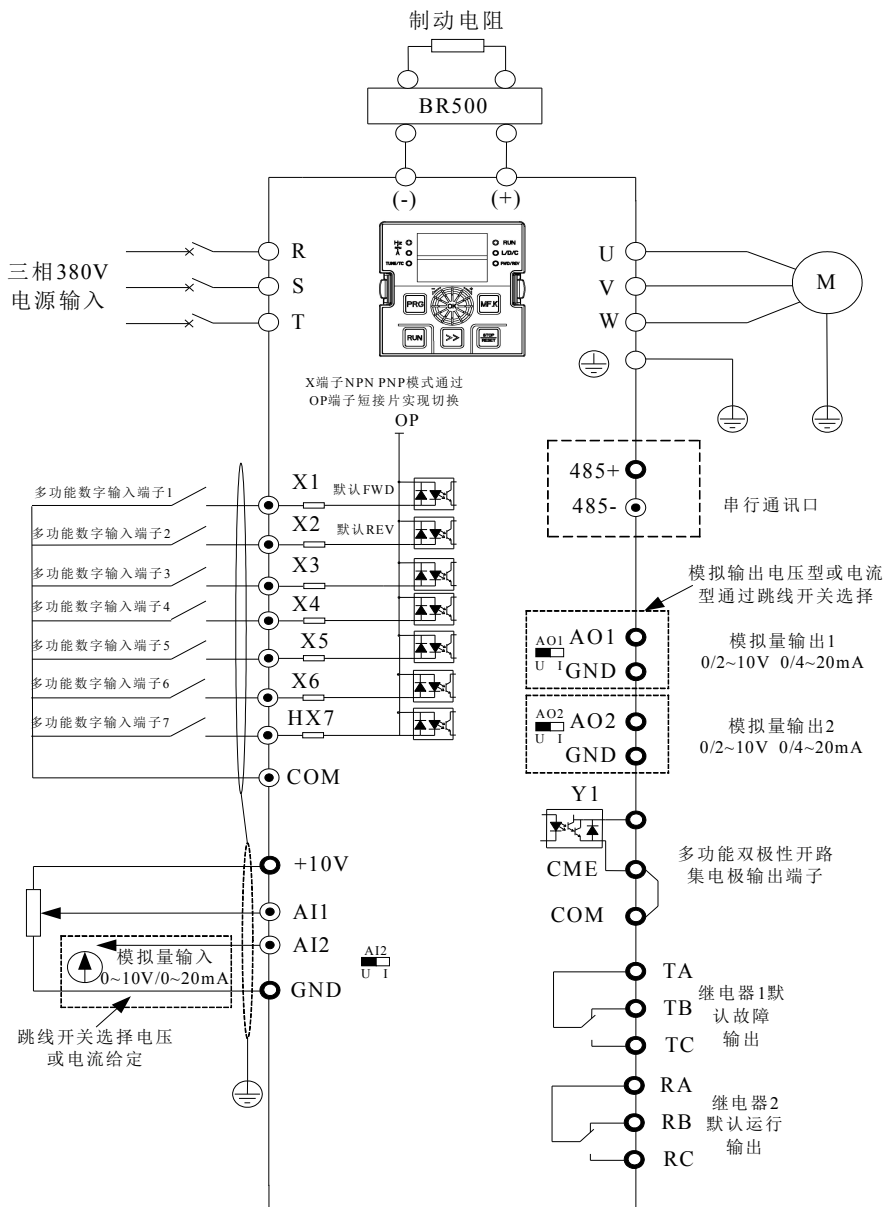 制动电阻
BR500
(-)
(+)
三相380V
电源输入
R
S
T
Hz
A
TUNE/TC
RUN
L/D/C
FWD/REV
PRG
OK
MF.K
RUN
>>
STOP
RESET
U
V
W
M
X端子NPN PNP模式通过
OP端子短接片实现切换
OP
多功能数字输入端子1
X1
默认FWD
多功能数字输入端子2
X2
默认REV
多功能数字输入端子3
X3
多功能数字输入端子4
X4
多功能数字输入端子5
X5
多功能数字输入端子6
X6
多功能数字输入端子7
HX7
COM
+10V
AI1
AI2
GND
模拟量输入
0~10V/0~20mA
AI2
U I
跳线开关选择电压
或电流给定
485+
485-
串行通讯口
模拟输出电压型或电流
型通过跳线开关选择
AO1
U I
AO1
GND
模拟量输出1
0/2~10V 0/4~20mA
AO2
U I
AO2
GND
模拟量输出2
0/2~10V 0/4~20mA
Y1
CME
COM
多功能双极性开路
集电极输出端子
TA
TB
TC
继电器1默
认故障
输出
RA
RB
RC
继电器2
默认运行
输出